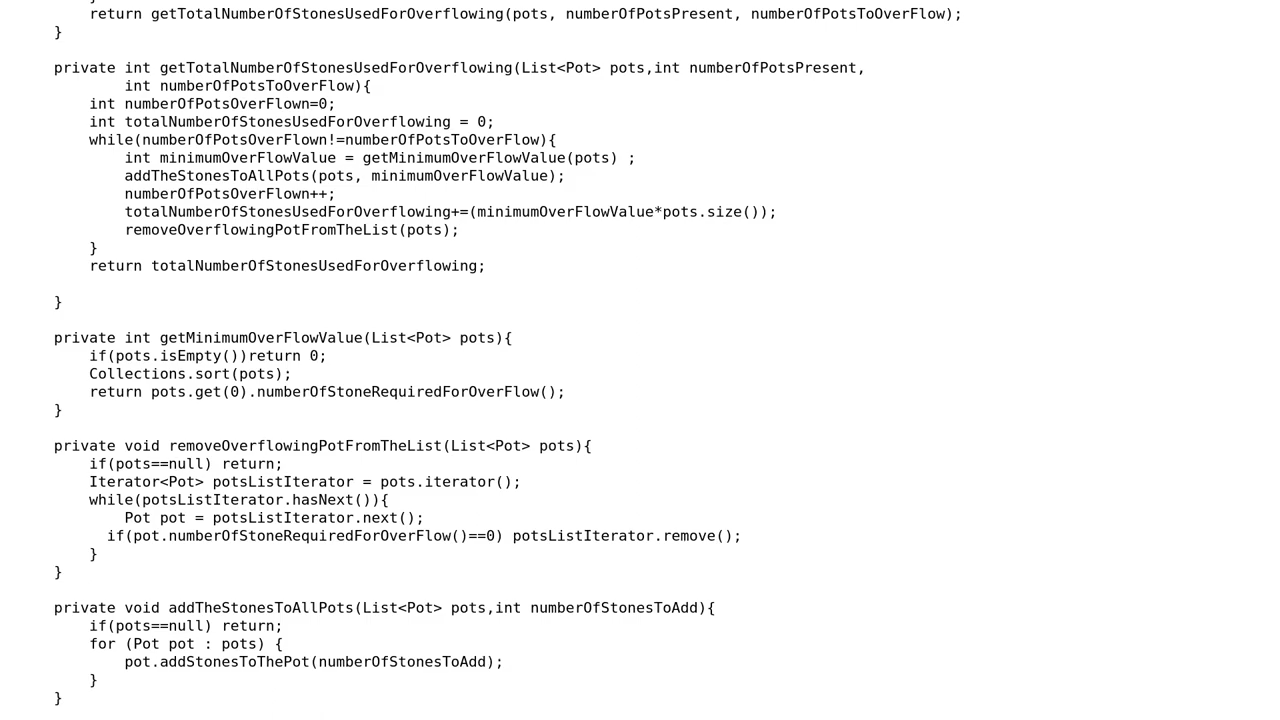 return getTotalNumberOfStonesUsedForOverflowing(pots, numberOfPotsPresent, numberOfPotsToOverFlow);
}
private int getTotalNumberOfStonesUsedForOverflowing(List<Pot> pots,int numberOfPotsPresent,
int numberOfPotsToOverFlow){
int numberOfPotsOverFlown=0;
int totalNumberOfStonesUsedForOverflowing = 0;
while(numberOfPotsOverFlown!=numberOfPotsToOverFlow){
int minimumOverFlowValue = getMinimumOverFlowValue(pots) ;
addTheStonesToAllPots(pots, minimumOverFlowValue);
numberOfPotsOverFlown++;
totalNumberOfStonesUsedForOverflowing+=(minimumOverFlowValue*pots.size());
removeOverflowingPotFromTheList(pots);
}
return totalNumberOfStonesUsedForOverflowing;
}
private int getMinimumOverFlowValue(List<Pot> pots){
if(pots.isEmpty())return 0;
Collections.sort(pots);
return pots.get(0).numberOfStoneRequiredForOverFlow();
}
private void removeOverflowingPotFromTheList(List<Pot> pots){
if(pots==null) return;
Iterator<Pot> potsListIterator = pots.iterator();
while(potsListIterator.hasNext()){
Pot pot = potsListIterator.next();
if(pot.numberOfStoneRequiredForOverFlow()==0) potsListIterator.remove();
}
}
private void addTheStonesToAllPots(List<Pot> pots,int numberOfStonesToAdd){
if(pots==null) return;
for (Pot pot : pots) {
pot.addStonesToThePot(numberOfStonesToAdd);
}
}